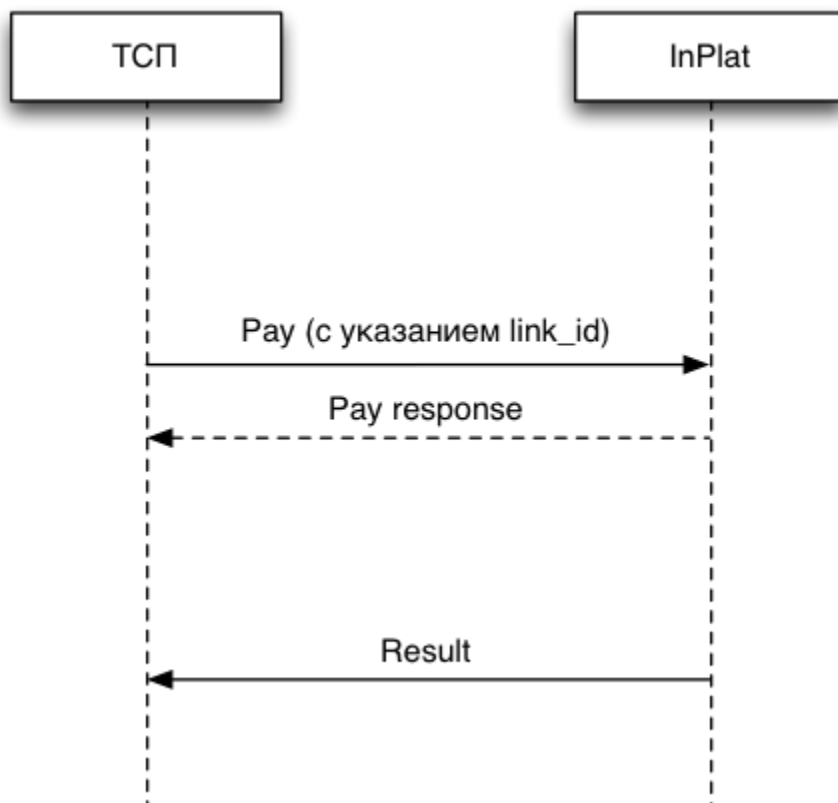 ТСП
InPlat
Pay (с указанием link_id)
Pay response
Result